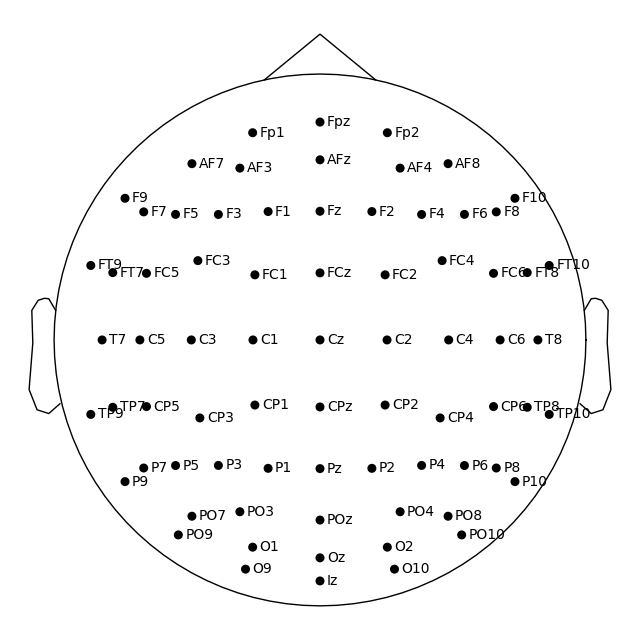 Fpz
Fp1 Fp2
AFz
AF7 AF3 AF4 AF8
F9 F10
F7 F5 F3 F1 Fz F2 F4 F6 F8
FC3 FC4
FT9 FT10
FT7 FC5 FC1 FCz FC2 FC6 FT8
T7 C5 C3 C1 Cz C2 C4 C6 T8
TP7 CP5 CP1 CPz CP2 CP6 TP8
TP9 CP3 CP4 TP10
P7 P5 P3 P1 Pz P2 P4 P6 P8
P9 P10
PO7 PO3 POz PO4 PO8
PO9 PO10
O1 O2
Oz
O9 O10
Iz